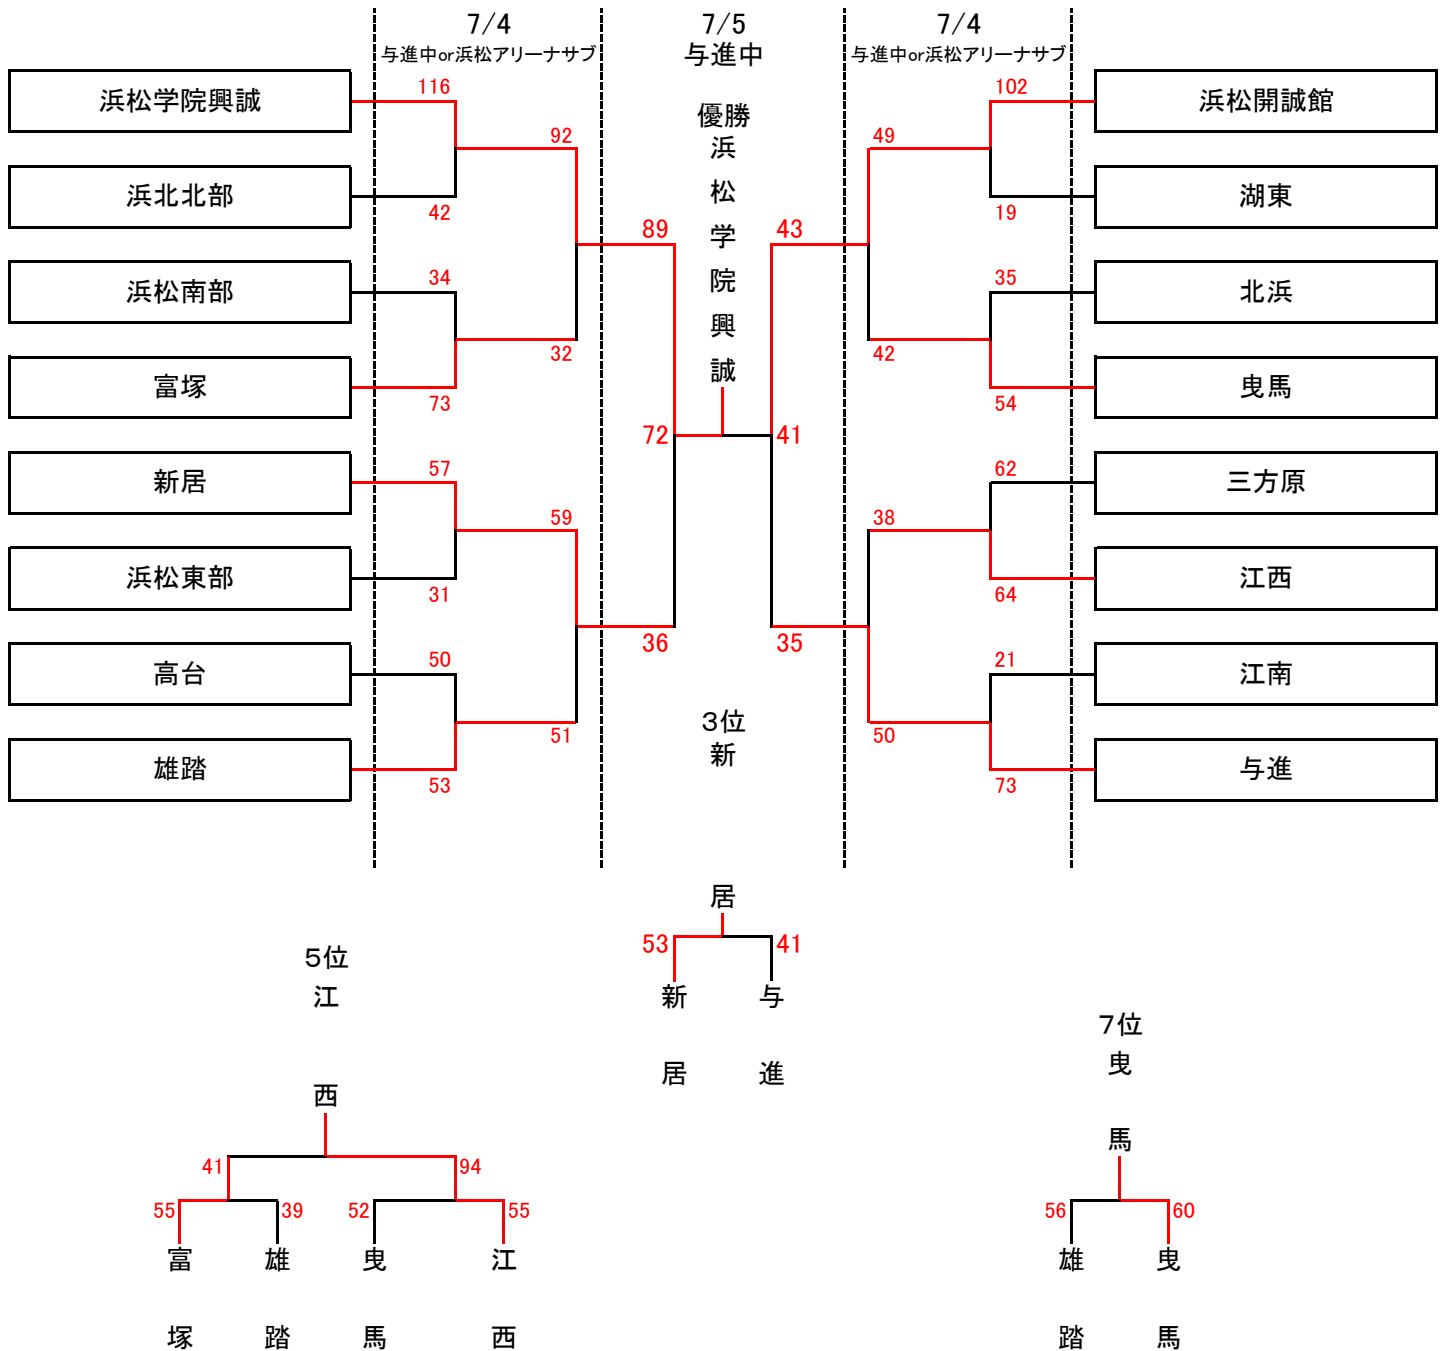 7/4
7/5
7/4
与進中or浜松アリーナサブ
与進中
与進中or浜松アリーナサブ
浜松学院興誠
116
92
優勝
浜松学院興誠
49
102
浜松開誠館
浜北北部
42
19
湖東
89
43
浜松南部
34
35
北浜
32
42
富塚
73
54
曳馬
72
41
新居
57
62
三方原
59
38
浜松東部
31
64
江西
36
35
高台
50
21
江南
51
3位
新居
50
雄踏
53
73
与進
53
41
新居
与進
5位
江西
41
94
55
39
52
55
富塚
雄踏
曳馬
江西
7位
曳馬
56
60
雄踏
曳馬